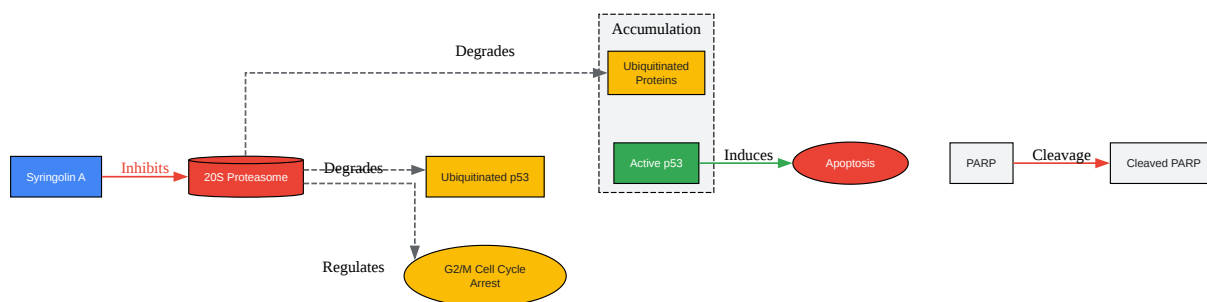 Accumulation
Degrades
Ubiquitinated
Proteins
Syringolin A
Inhibits
20S Proteasome
Degrades
Ubiquitinated p53
Active p53
Induces
Apoptosis
PARP
Cleavage
Cleaved PARP
Regulates
G2/M Cell Cycle
Arrest